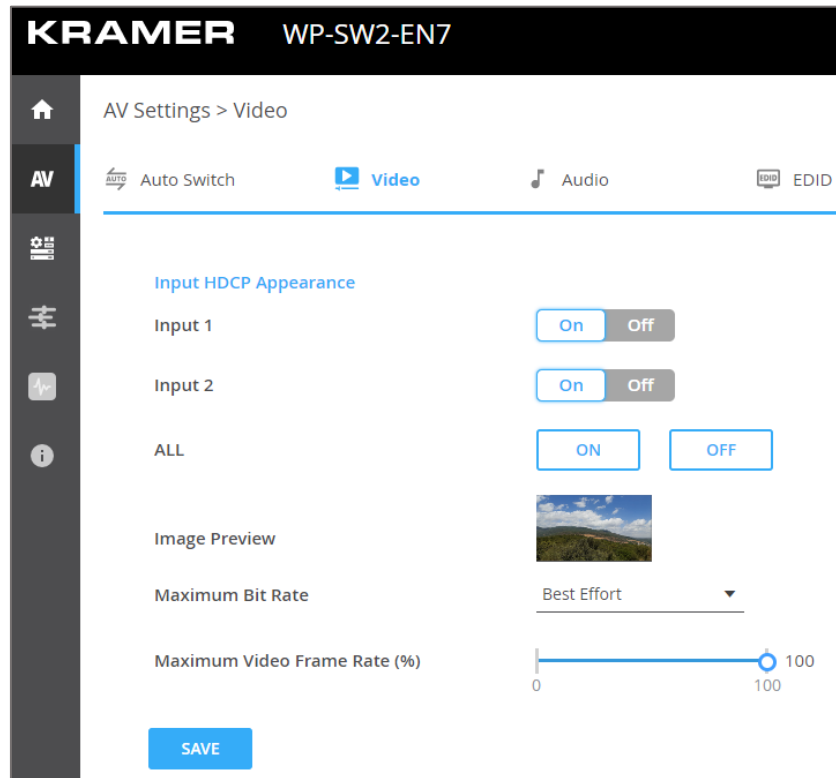 KRAMER WP-SW2-EN7
AV Settings > Video
AV
AUTO Auto Switch Video Audio EDID EDID
Input HDCP Appearance
Input 1 On Off
Input 2 On Off
ALL ON OFF
Image Preview
Maximum Bit Rate Best Effort
Maximum Video Frame Rate (%) 100
0 100
SAVE